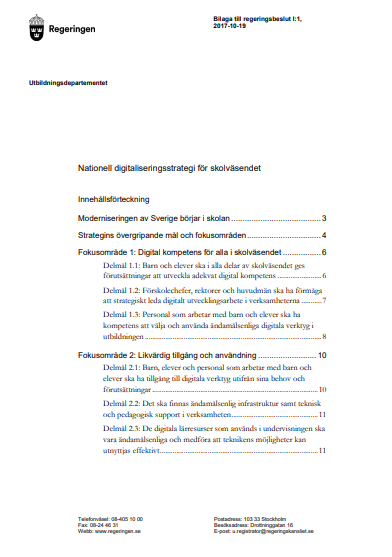 Regeringen
Bilaga till regeringsbeslut I:1,
2017-10-19
Utbildningsdepartementet
Nationell digitaliseringsstrategi för skolväsendet
Innehållsförteckning
Moderniseringen av Sverige börjar i skolan ........................................ 3
Strategins övergripande mål och fokusområden ................................ 4
Fokusområde 1: Digital kompetens för alla i skolväsendet ................. 6
Delmål 1.1: Barn och elever ska i alla delar av skolväsendet ges
förutsättningar att utveckla adekvat digital kompetens .................... 6
Delmål 1.2: Förskolechefer, rektorer och huvudmän ska ha förmåga
att strategiskt leda digitalt utvecklingsarbete i verksamheterna .......... 7
Delmål 1.3: Personal som arbetar med barn och elever ska ha
kompetens att välja och använda ändamålsenliga digitala verktyg i
utbildningen ........................................................................ 8
Fokusområde 2: Likvärdig tillgång och användning ......................... 10
Delmål 2.1: Barn, elever och personal som arbetar med barn och
elever ska ha tillgång till digitala verktyg utifrån sina behov och
förutsättningar .................................................................... 10
Delmål 2.2: Det ska finnas ändamålsenlig infrastruktur samt teknisk
och pedagogisk support i verksamheten ...................................... 11
Delmål 2.3: De digitala lärresurser som används i undervisningen ska
vara ändamålsenliga och medföra att teknikens möjligheter kan
utnyttjas effektivt ................................................................ 11
Telefonväxel: 08-405 10 00
Fax: 08-24 46 31
Webb: www.regeringen.se
Postadress: 103 33 Stockholm
Besöksadress: Drottninggatan 16
E-post: u.registrator@regeringskansliet.se